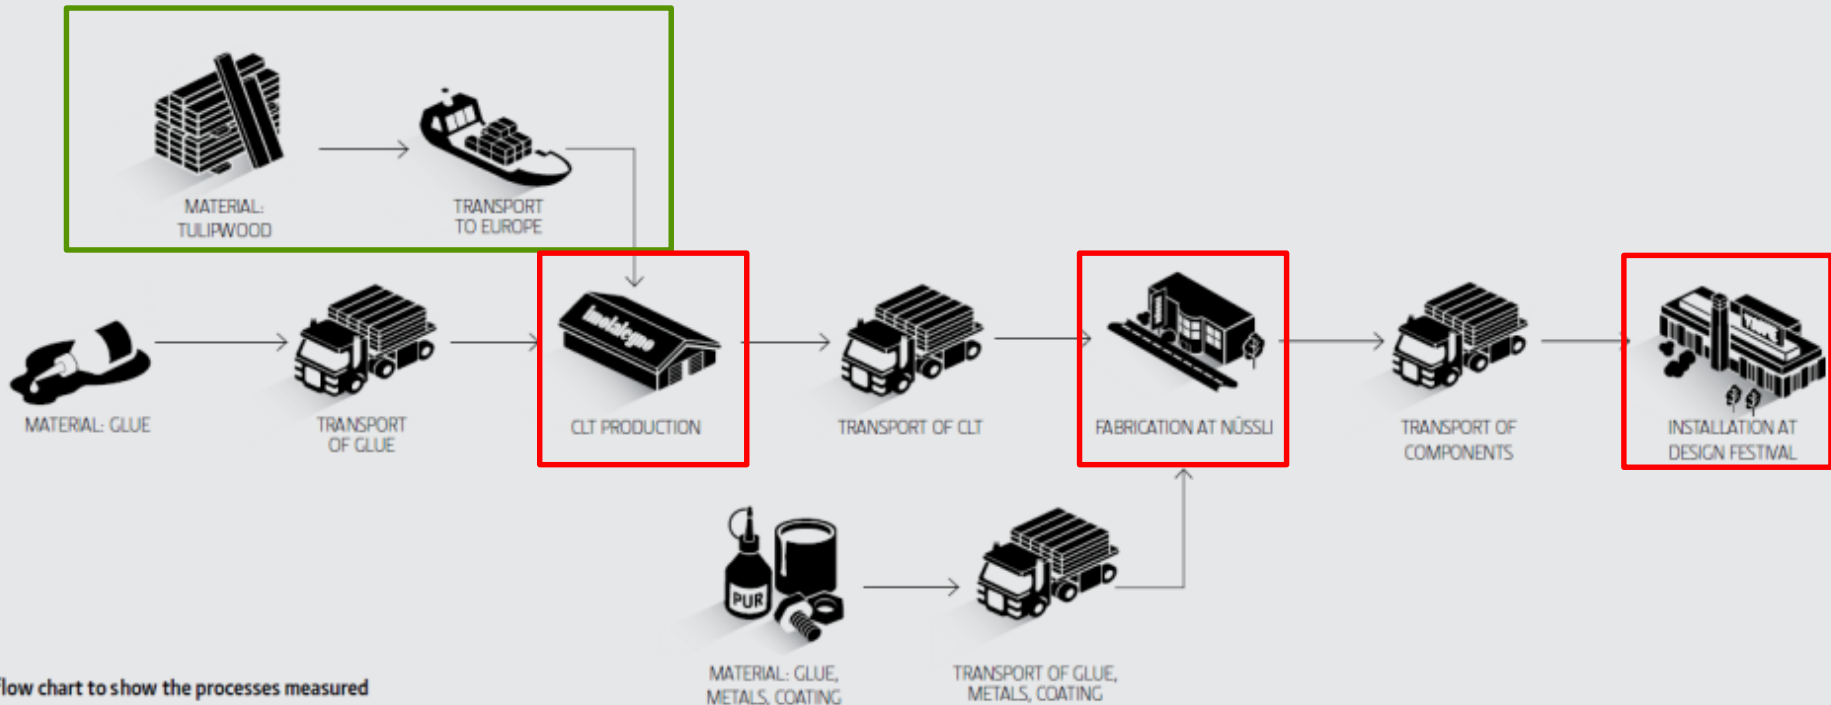 MATERIAL:
TULIPWOOD
TRANSPORT
TO EUROPE
Imolalegno
MATERIAL: GLUE
TRANSPORT
OF GLUE
CLT PRODUCTION
TRANSPORT OF CLT
FABRICATION AT NÜSSLI
TRANSPORT OF
COMPONENTS
INSTALLATION AT
DESIGN FESTIVAL
PUR
MATERIAL: GLUE,
METALS, COATING
TRANSPORT OF GLUE,
METALS, COATING
flow chart to show the processes measured